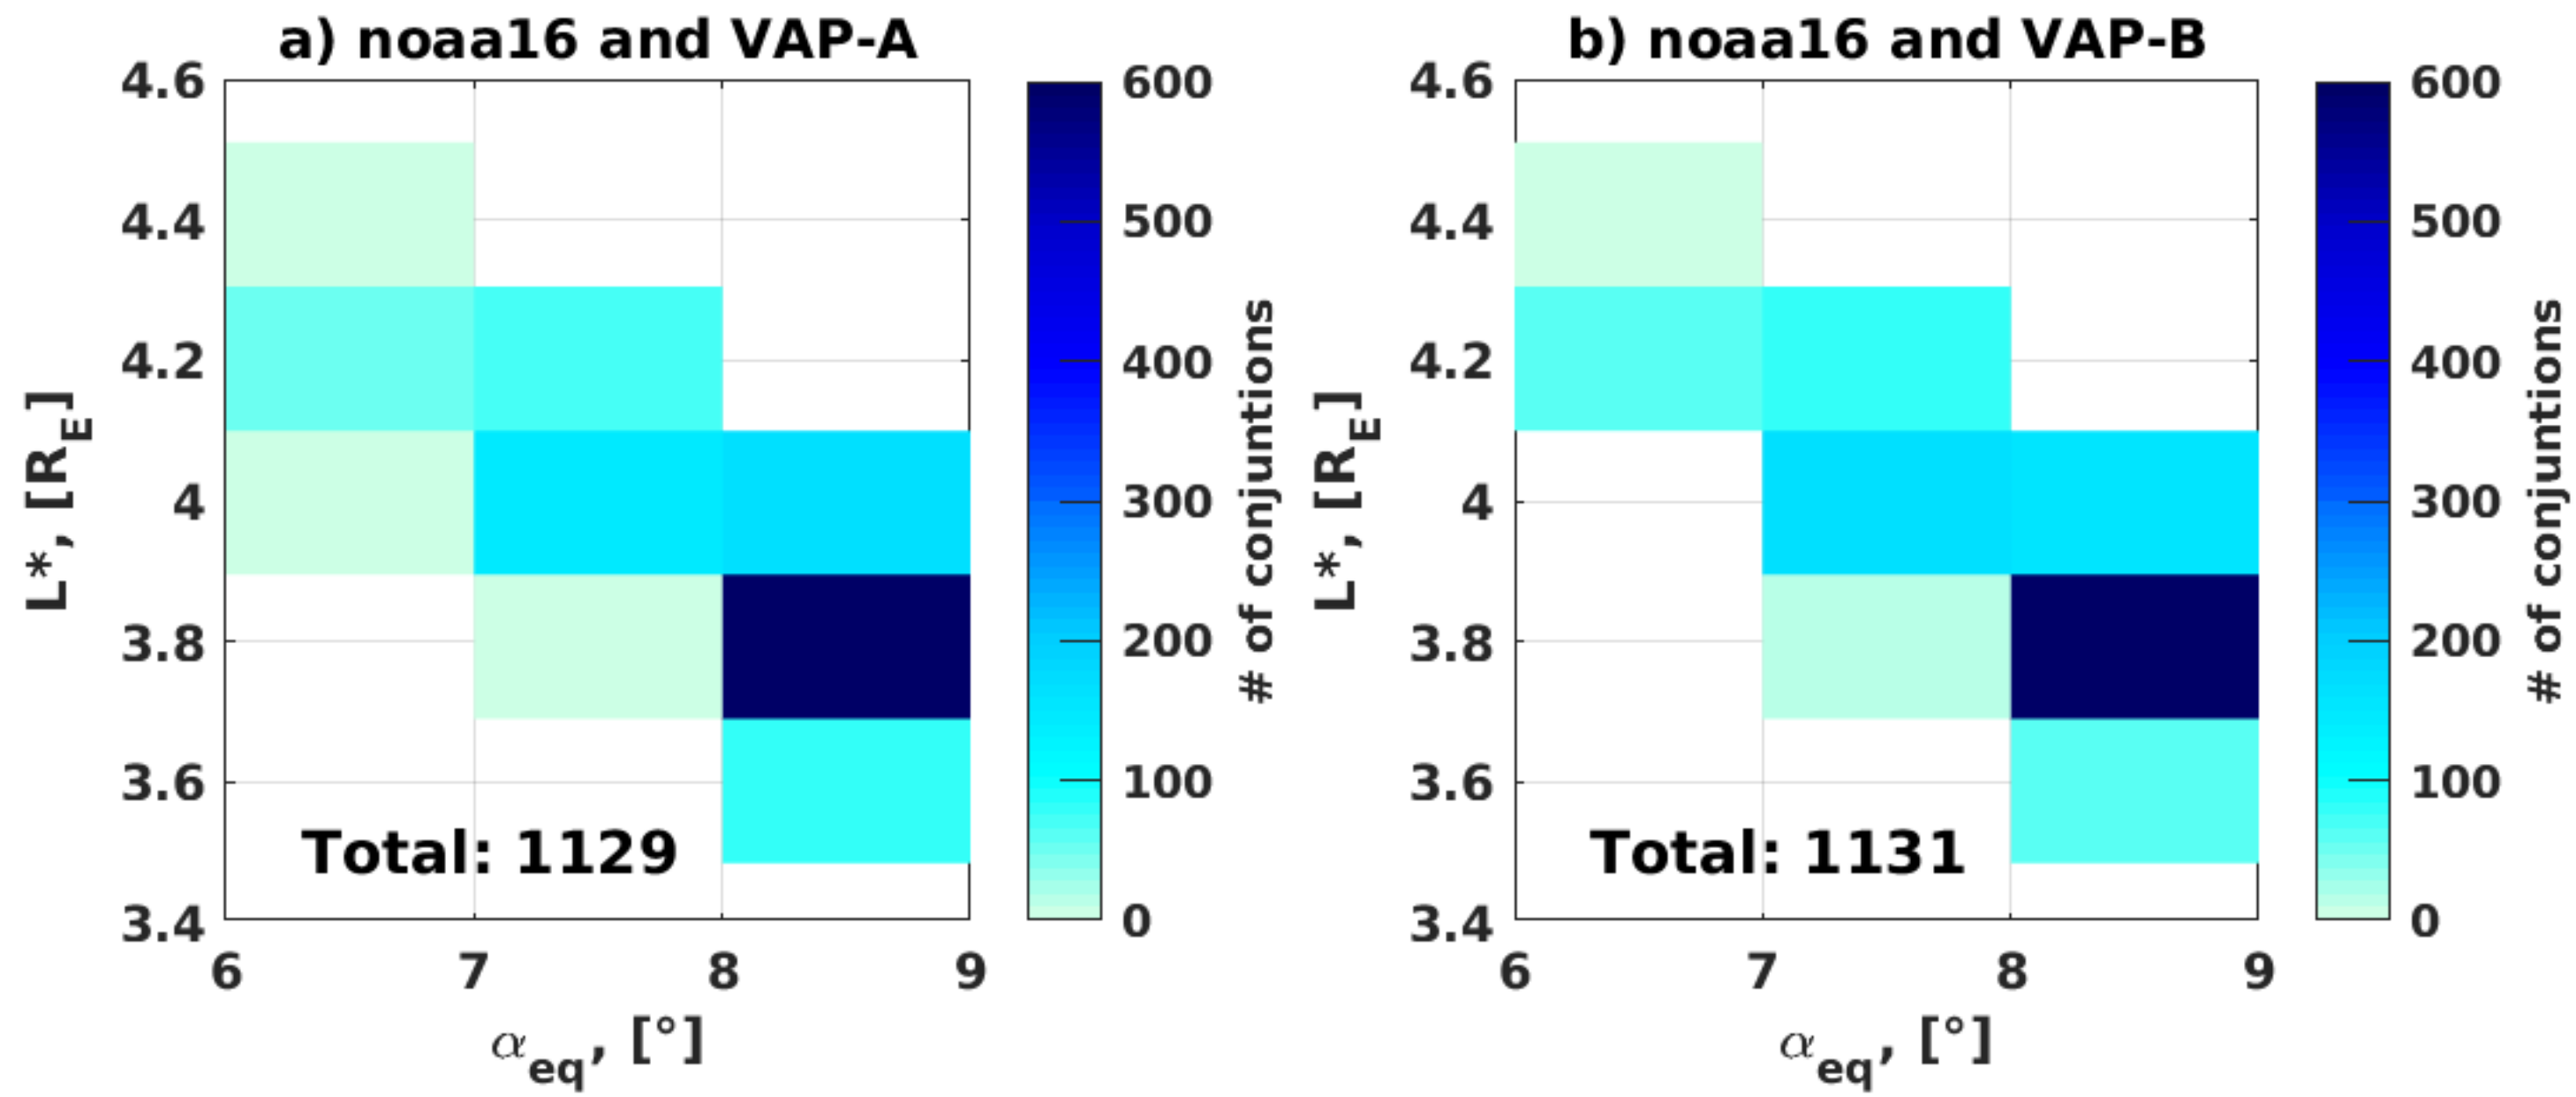 a) noaa16 and VAP-A
4.6
4.4
4.2
4
3.8
3.6
3.4
L*, [R_E]
6 7 8 9
α_eq, [°]
Total: 1129
600
500
400
300
200
100
0
# of conjuntions
b) noaa16 and VAP-B
4.6
4.4
4.2
4
3.8
3.6
3.4
L*, [R_E]
6 7 8 9
α_eq, [°]
Total: 1131
600
500
400
300
200
100
0
# of conjuntions